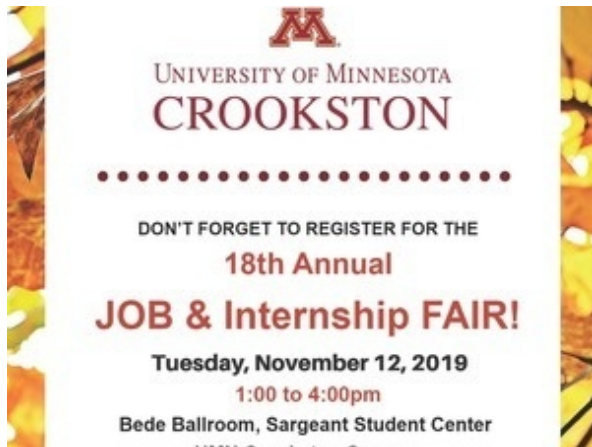 M
UNIVERSITY OF MINNESOTA
CROOKSTON
DON'T FORGET TO REGISTER FOR THE
18th Annual
JOB & Internship FAIR!
Tuesday, November 12, 2019
1:00 to 4:00pm
Bede Ballroom, Sargeant Student Center